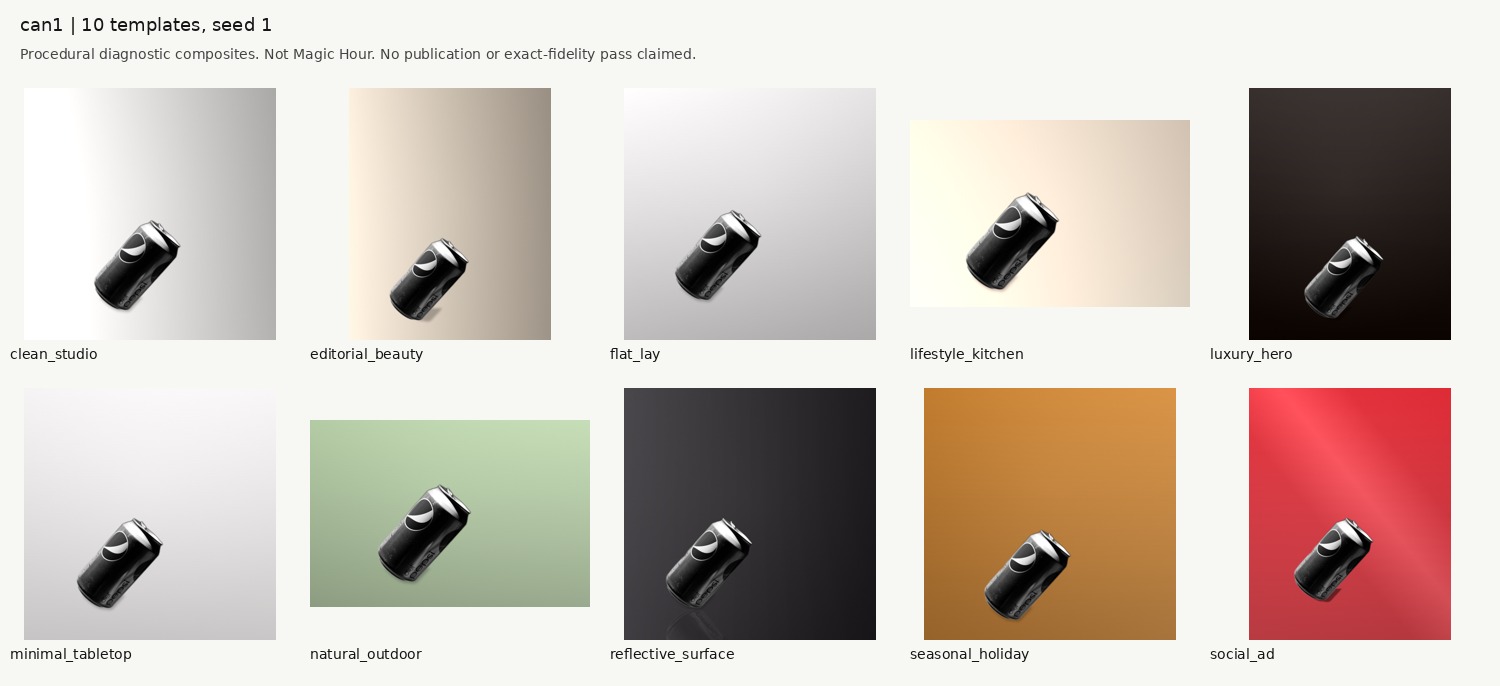 can1 | 10 templates, seed 1
Procedural diagnostic composites. Not Magic Hour. No publication or exact-fidelity pass claimed.
clean_studio
editorial_beauty
flat_lay
lifestyle_kitchen
luxury_hero
minimal_tabletop
natural_outdoor
reflective_surface
seasonal_holiday
social_ad